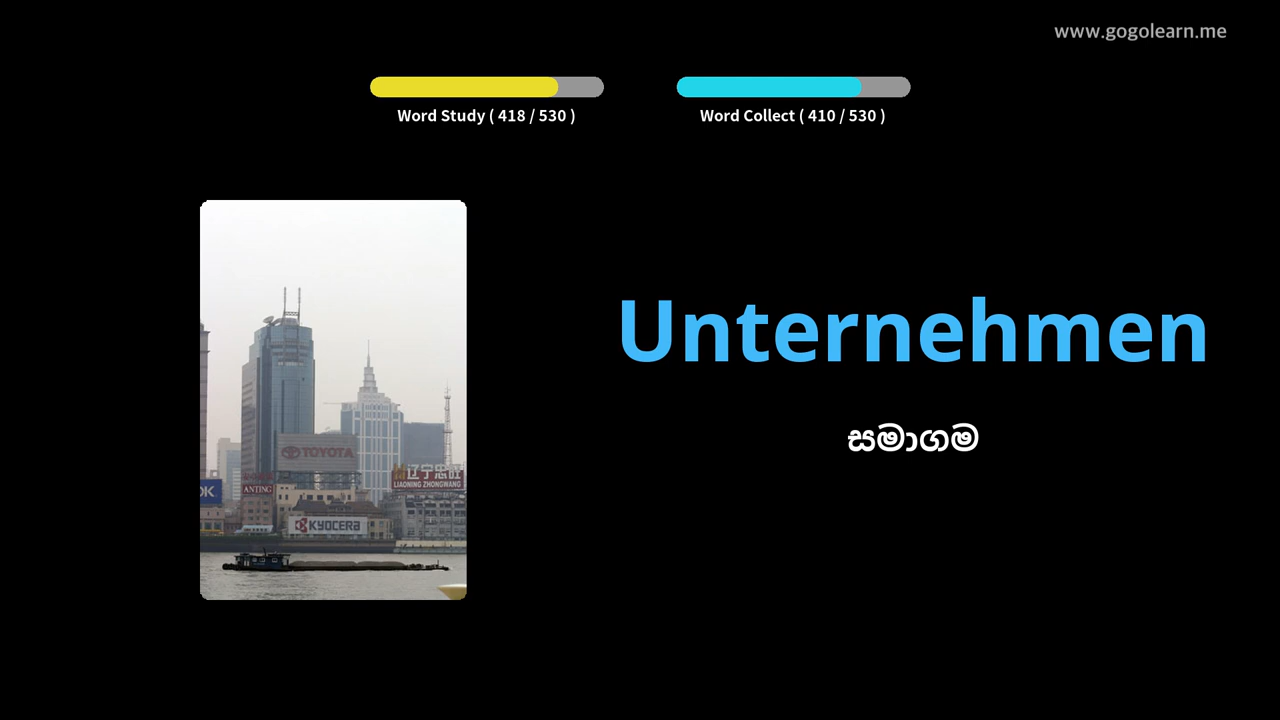 www.gogolearn.me
Word Study ( 418 / 530 )
Word Collect ( 410 / 530 )
Unternehmen
සමාගම
TOYOTA
辽宁忠旺
LIAONING ZHONGWANG
OK
ANTING
KYOCERA